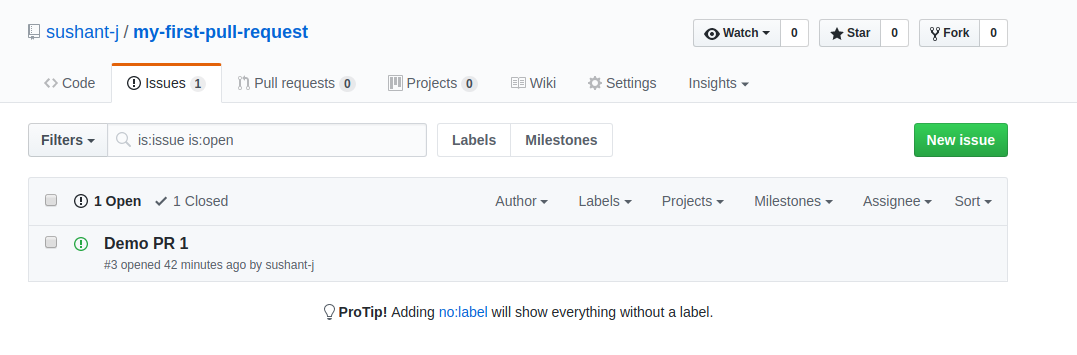 sushant-j / my-first-pull-request
Watch 0 Star 0 Fork 0
Code Issues 1 Pull requests 0 Projects 0 Wiki Settings Insights
Filters is:issue is:open Labels Milestones New issue
1 Open 1 Closed Author Labels Projects Milestones Assignee Sort
Demo PR 1
#3 opened 42 minutes ago by sushant-j
ProTip! Adding no:label will show everything without a label.